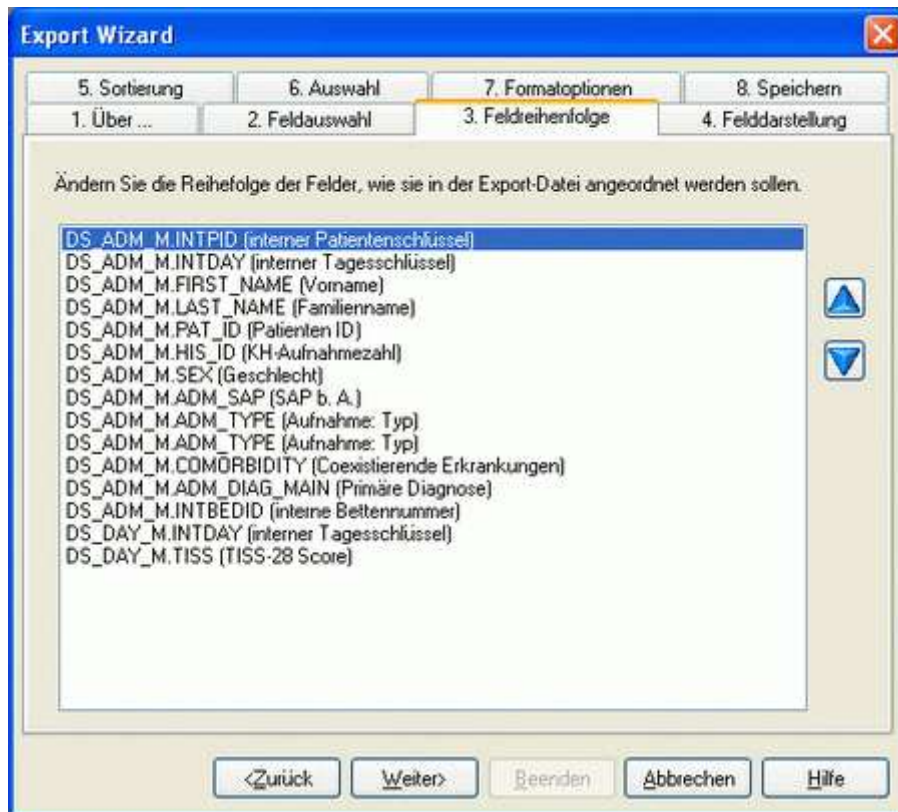 Export Wizard
5. Sortierung 6. Auswahl 7. Formatoptionen 8. Speichern
1. Über ... 2. Feldauswahl 3. Feldreihenfolge 4. Felddarstellung
Ändern Sie die Reihefolge der Felder, wie sie in der Export-Datei angeordnet werden sollen.
DS_ADM_M.INTPID (interner Patientenschlüssel)
DS_ADM_M.INTDAY (interner Tagesschlüssel)
DS_ADM_M.FIRST_NAME (Vorname)
DS_ADM_M.LAST_NAME (Familienname)
DS_ADM_M.PAT_ID (Patienten ID)
DS_ADM_M.HIS_ID (KH-Aufnahmezahl)
DS_ADM_M.SEX (Geschlecht)
DS_ADM_M.ADM_SAP (SAP b. A.)
DS_ADM_M.ADM_TYPE (Aufnahme: Typ)
DS_ADM_M.ADM_TYPE (Aufnahme: Typ)
DS_ADM_M.COMORBIDITY (Coexistierende Erkrankungen)
DS_ADM_M.ADM_DIAG_MAIN (Primäre Diagnose)
DS_ADM_M.INTBEDID (interne Bettennummer)
DS_DAY_M.INTDAY (interner Tagesschlüssel)
DS_DAY_M.TISS (TISS-28 Score)
<Zurück Weiter> Beenden Abbrechen Hilfe